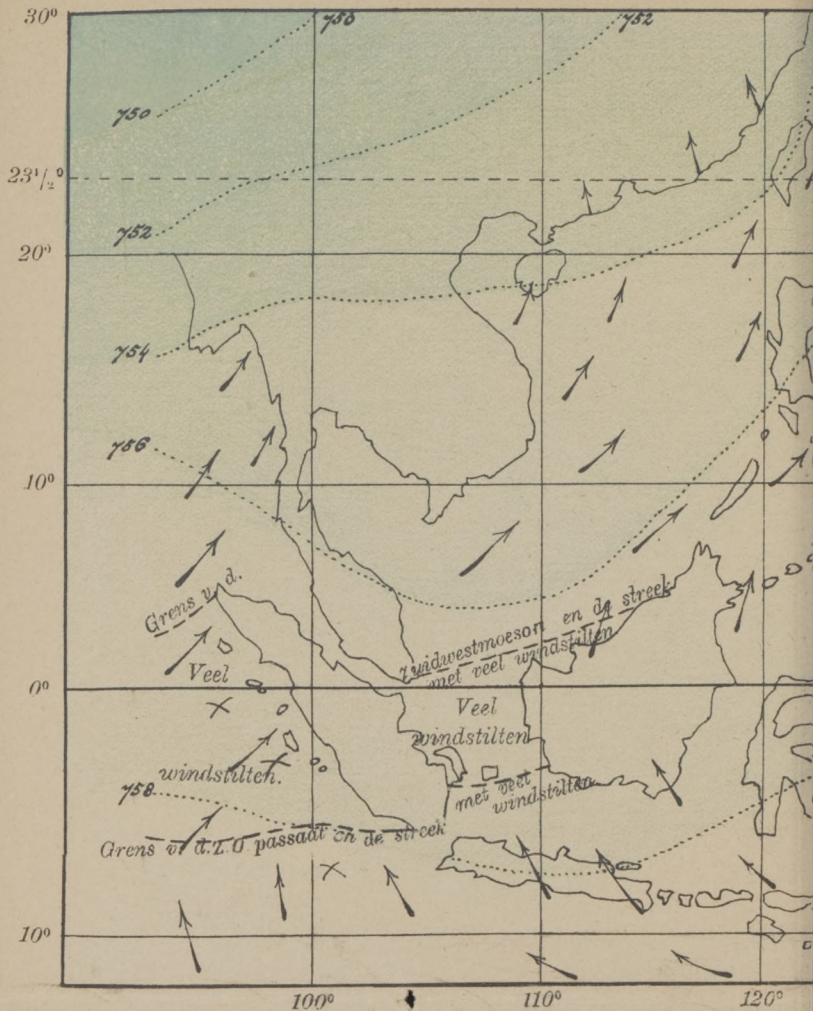 30°
750
752
750
23½°
752
20°
754
756
10°
Grens v. d.
zuidwestmoeson en de streek
met veel windstilten
Veel
0°
Veel
windstilten
windstilten.
758
met veel
windstilten
Grens v. d. Z.O passaat en de streek
10°
100°
110°
120°